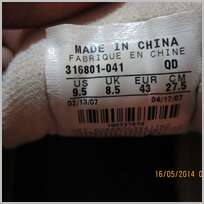 MADE IN CHINA
FABRIQUE EN CHINE
316801-041 QD
US UK EUR CM
9.5 8.5 43 27.5
02/13/07 04/17/07
16/05/2014 0